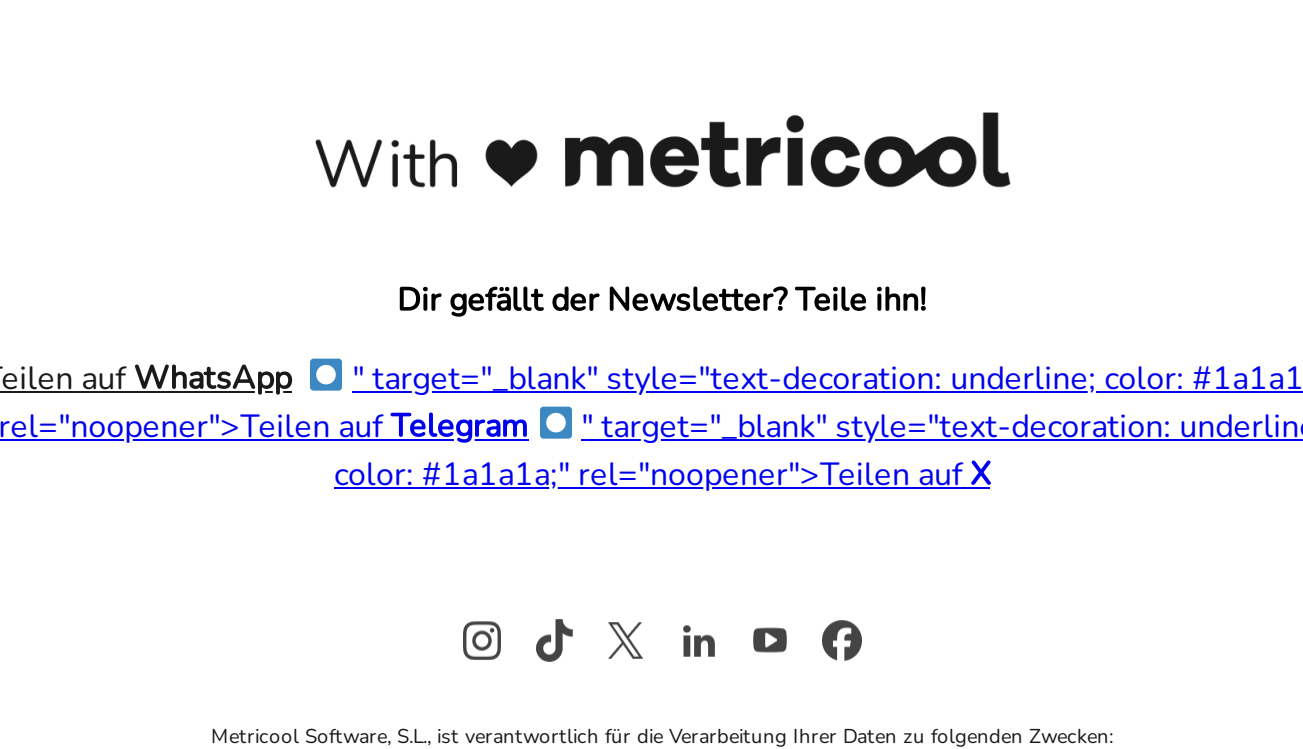 With ♥ metricool
Dir gefällt der Newsletter? Teile ihn!
Teilen auf WhatsApp ⏺️ " target="_blank" style="text-decoration: underline; color: #1a1a1
rel="noopener">Teilen auf Telegram ⏺️ " target="_blank" style="text-decoration: underline
color: #1a1a1a;" rel="noopener">Teilen auf X
Metricool Software, S.L., ist verantwortlich für die Verarbeitung Ihrer Daten zu folgenden Zwecken: